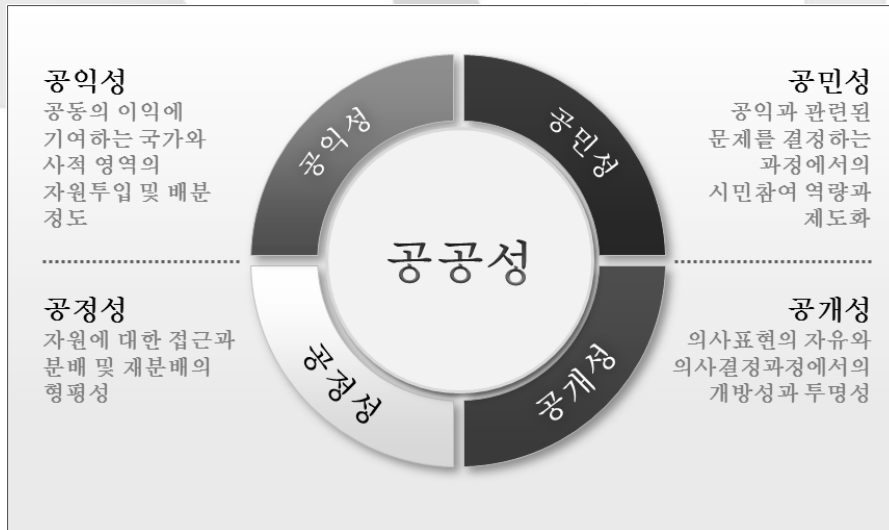 공익성
공동의 이익에
기여하는 국가와
사적 영역의
자원투입 및 배분
정도
공민성
공익과 관련된
문제를 결정하는
과정에서의
시민참여 역량과
제도화
공익성
공민성
공공성
공정성
공개성
공정성
자원에 대한 접근과
분배 및 재분배의
형평성
공개성
의사표현의 자유와
의사결정과정에서의
개방성과 투명성